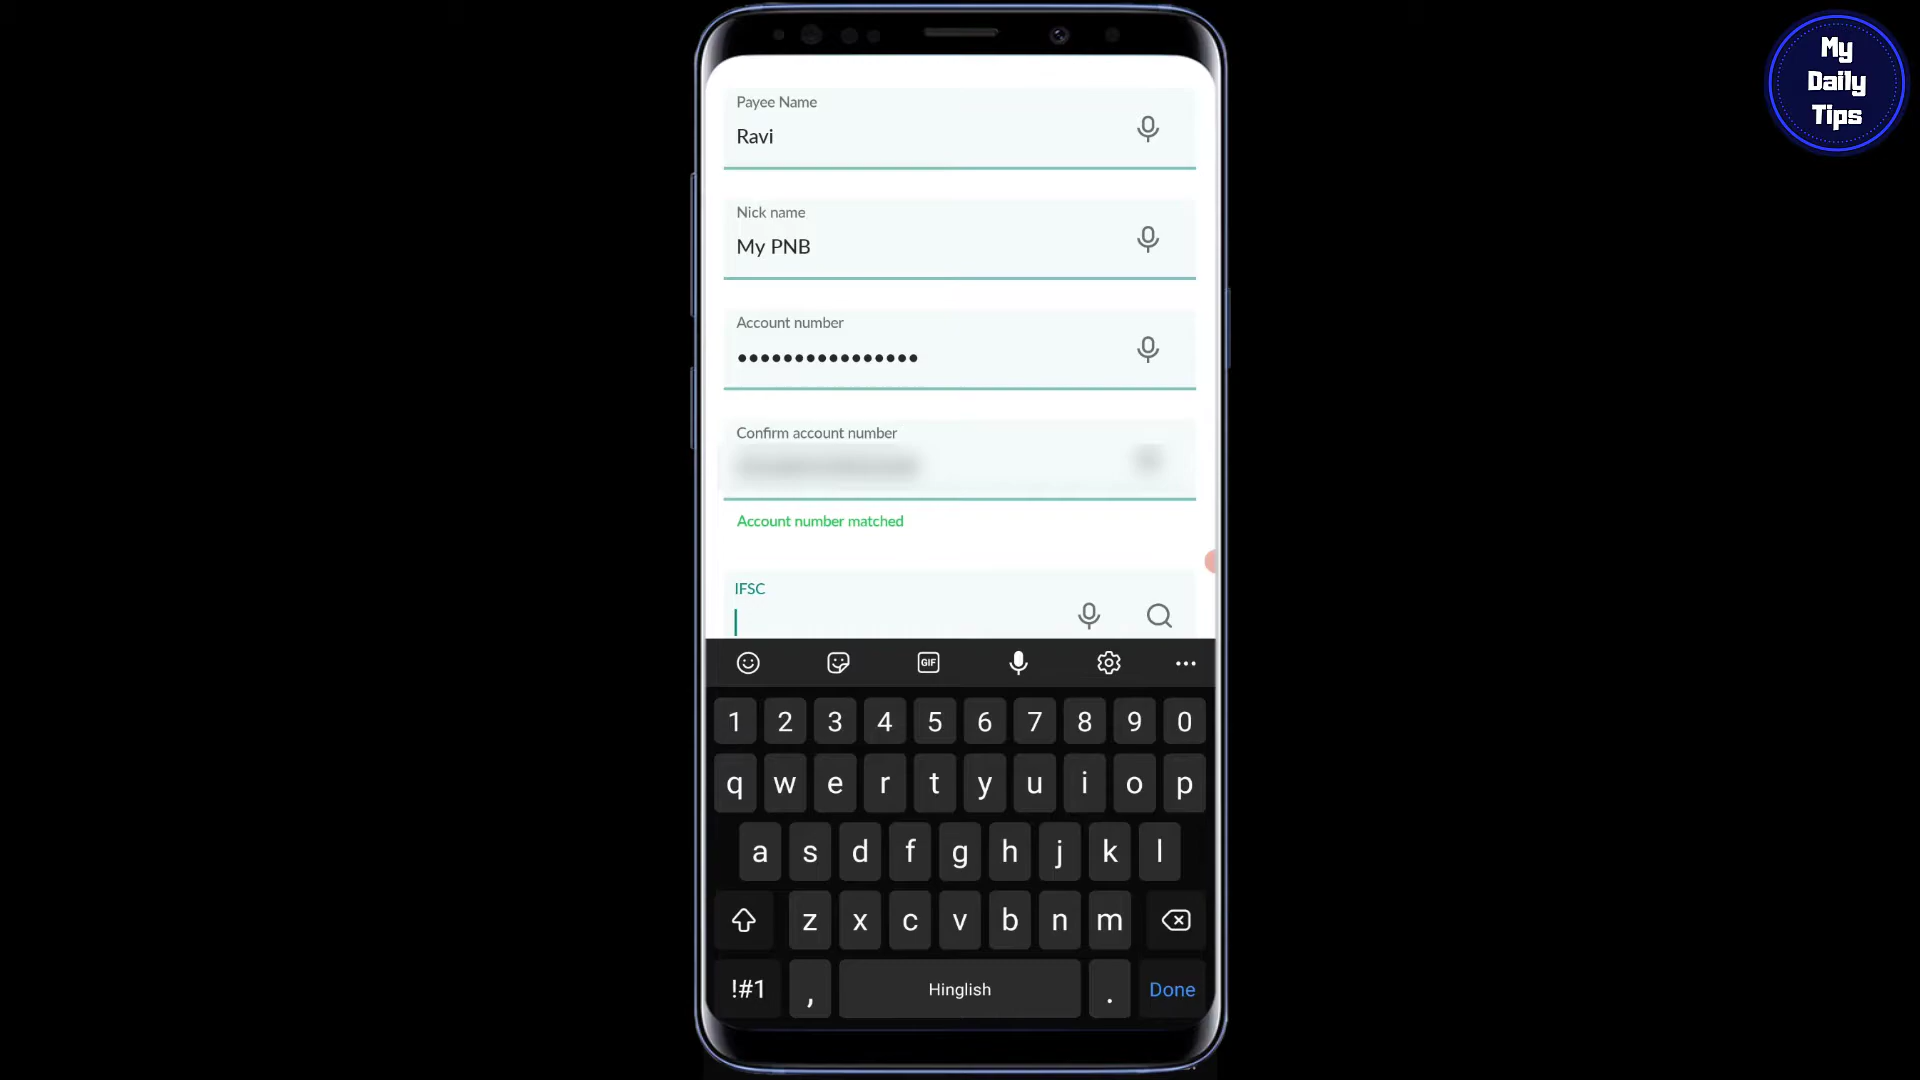 My
Daily
Tips
Payee Name
Ravi
Nick name
My PNB
Account number
••••••••••••••••
Confirm account number
Account number matched
IFSC
GIF
1 2 3 4 5 6 7 8 9 0
q w e r t y u i o p
a s d f g h j k l
z x c v b n m
!#1 , Hinglish . Done